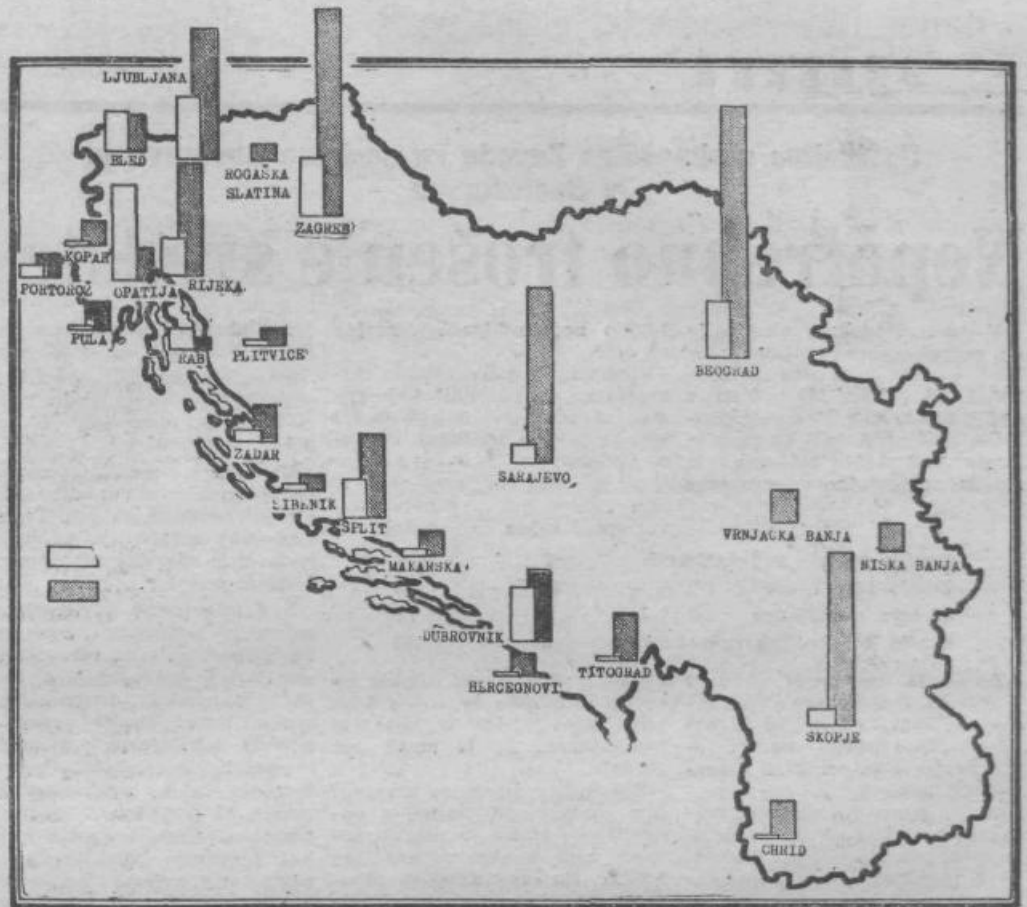 LJUBLJANA
BLED
ROGAŠKA
SLATINA
ZAGREB
KOPAR
PORTOROŽ
OPATIJA
RIJEKA
PULA
RAB
PLITVICE
BEOGRAD
ZADAR
SARAJEVO
ŠIBENIK
SPLIT
VRNJAČKA BANJA
MAKARSKA
NIŠKA BANJA
DUBROVNIK
TITOGRAD
HERCEGNOVI
SKOPJE
OHRID